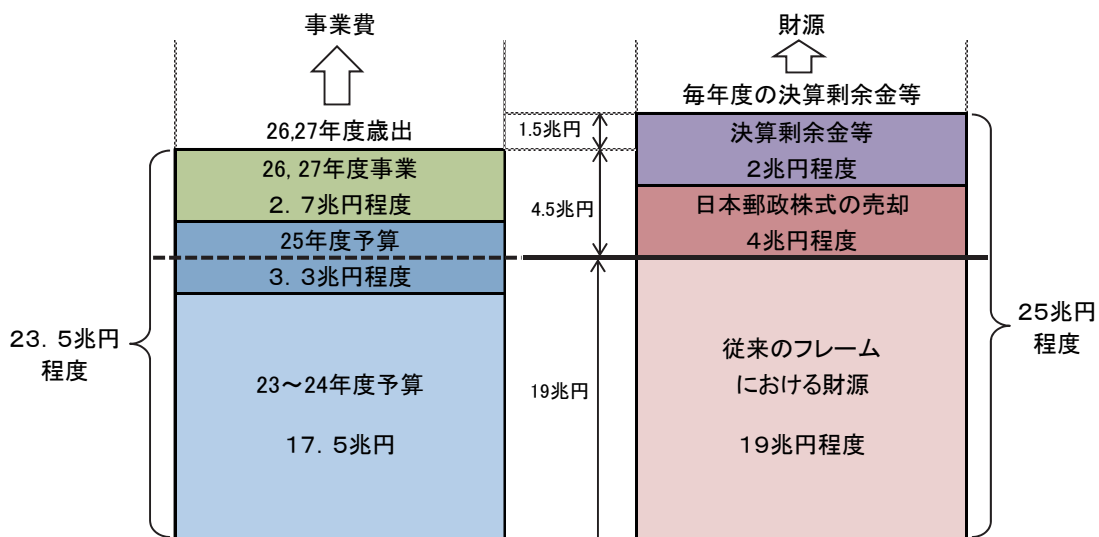 事業費
財源
毎年度の決算剰余金等
26,27年度歳出
1.5兆円
決算剰余金等
2兆円程度
26,27年度事業
2.7兆円程度
4.5兆円
日本郵政株式の売却
4兆円程度
25年度予算
3.3兆円程度
23.5兆円
程度
23～24年度予算
17.5兆円
19兆円
従来のフレーム
における財源
19兆円程度
25兆円
程度